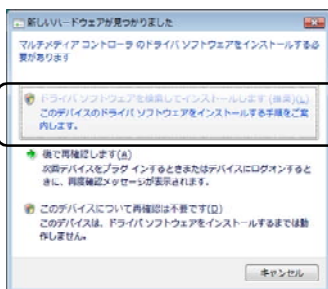 新しいハードウェアが見つかりました
マルチメディア コントローラ のドライバ ソフトウェアをインストールする必
要があります
ドライバ ソフトウェアを検索してインストールします (推奨)(L)
このデバイスのドライバ ソフトウェアをインストールする手順をご案
内します。
後で再確認します(A)
次回デバイスをプラグ インするときまたはデバイスにログオンすると
きに、再度確認メッセージが表示されます。
このデバイスについて再確認は不要です(D)
このデバイスは、ドライバ ソフトウェアをインストールするまでは動
作しません。
キャンセル